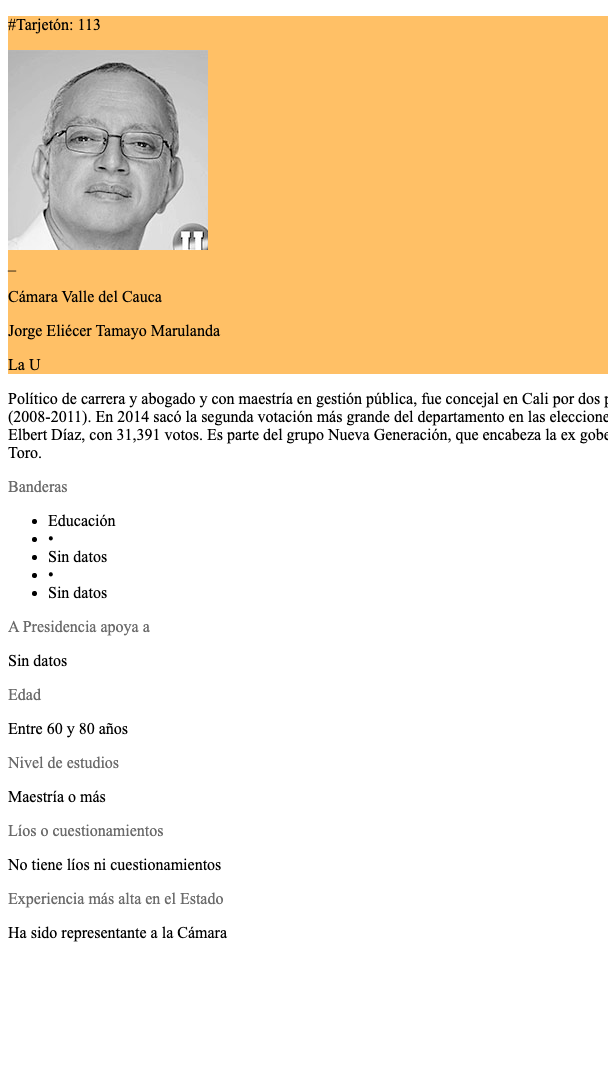 #Tarjetón: 113
_
Cámara Valle del Cauca
Jorge Eliécer Tamayo Marulanda
La U
Político de carrera y abogado y con maestría en gestión pública, fue concejal en Cali por dos
(2008-2011). En 2014 sacó la segunda votación más grande del departamento en las
Elbert Díaz, con 31,391 votos. Es parte del grupo Nueva Generación, que encabeza la ex
Toro.
Banderas
• Educación
• •
• Sin datos
• •
• Sin datos
A Presidencia apoya a
Sin datos
Edad
Entre 60 y 80 años
Nivel de estudios
Maestría o más
Líos o cuestionamientos
No tiene líos ni cuestionamientos
Experiencia más alta en el Estado
Ha sido representante a la Cámara